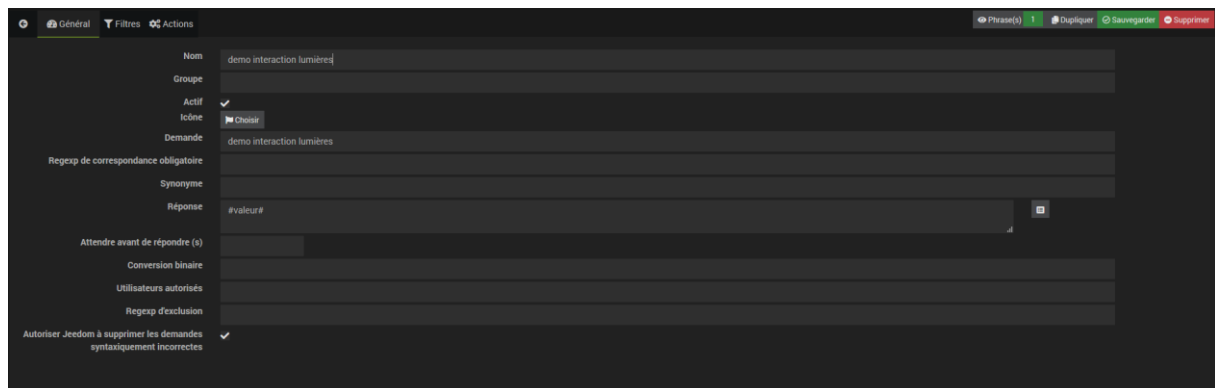 Général Filtres Actions Phrase(s) 1 Dupliquer Sauvegarder Supprimer
Nom demo interaction lumières
Groupe
Actif
Icône Choisir
Demande demo interaction lumières
Regexp de correspondance obligatoire
Synonyme
Réponse #valeur#
Attendre avant de répondre (s)
Conversion binaire
Utilisateurs autorisés
Regexp d'exclusion
Autoriser Jeedom à supprimer les demandes
syntaxiquement incorrectes